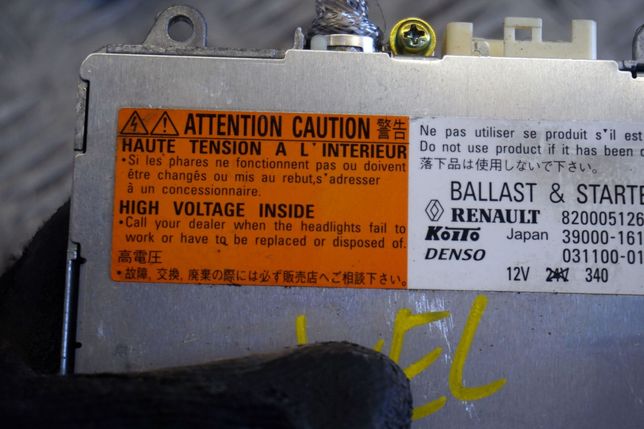 ATTENTION CAUTION 警告
HAUTE TENSION A L'INTERIEUR
•Si les phares ne fonctionnent pas ou doivent
être changés ou mis au rebut,s'adresser
à un concessionnaire.
HIGH VOLTAGE INSIDE
•Call your dealer when the headlights fail to
work or have to be replaced or disposed of.
高電圧
•故障, 交換, 廃棄の際には必ず販売店へご相談下さい。
Ne pas utiliser se produit s'il est
Do not use product if it has been
落下品は使用しないで下さい。
BALLAST & STARTE
RENAULT 820005126
KOITO Japan 39000-161
DENSO 031100-01
12V 24V 340